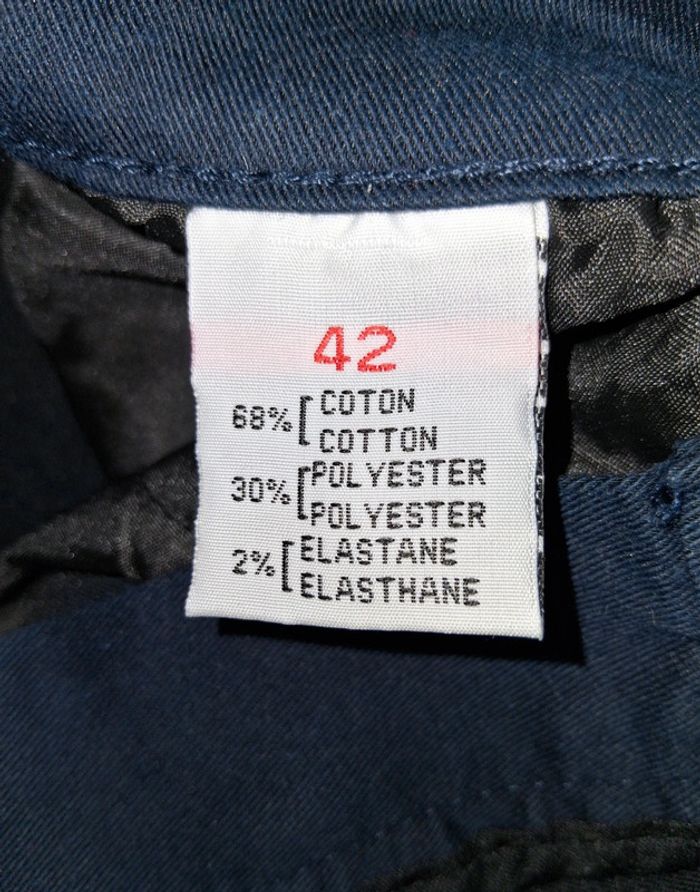 42
68% COTON
COTTON
30% POLYESTER
POLYESTER
2% ELASTANE
ELASTHANE